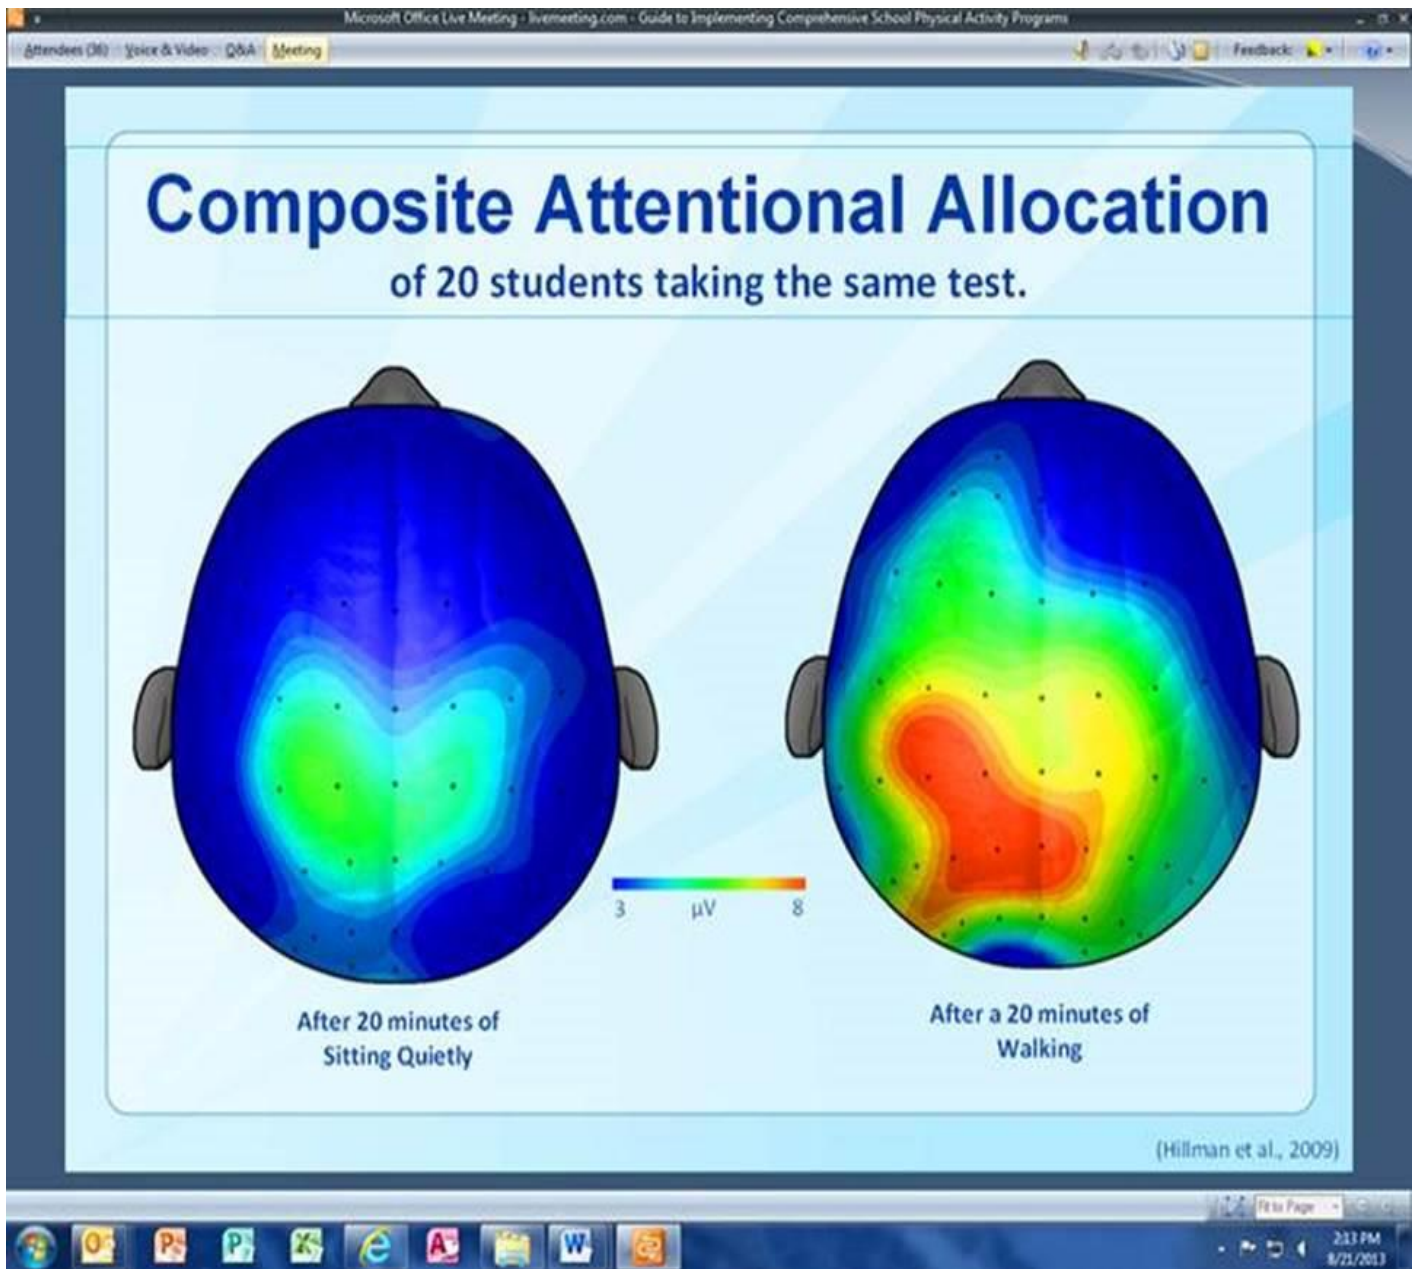 Microsoft Office Live Meeting - livemeeting.com - Guide to Implementing Comprehensive School Physical Activity Programs
Attendees (36) Voice & Video Q&A Meeting
Feedback:
Composite Attentional Allocation
of 20 students taking the same test.
3 μV 8
After 20 minutes of
Sitting Quietly
After a 20 minutes of
Walking
(Hillman et al., 2009)
Fit to Page
2:13 PM
8/21/2013